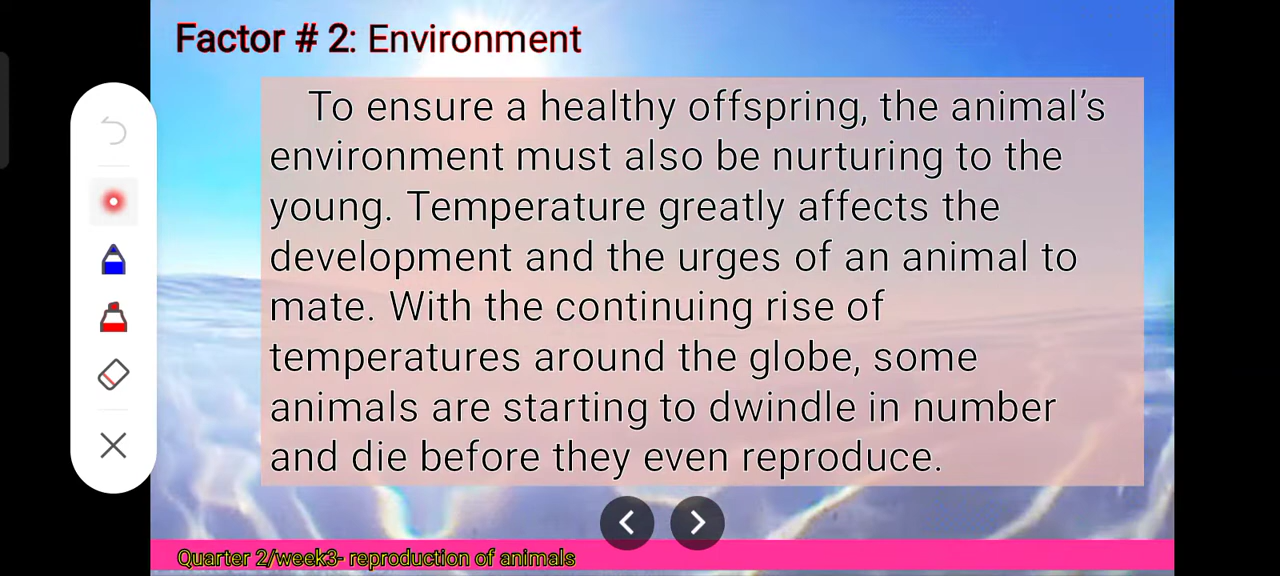 Factor # 2: Environment
To ensure a healthy offspring, the animal’s
environment must also be nurturing to the
young. Temperature greatly affects the
development and the urges of an animal to
mate. With the continuing rise of
temperatures around the globe, some
animals are starting to dwindle in number
and die before they even reproduce.
Quarter 2/week3- reproduction of animals